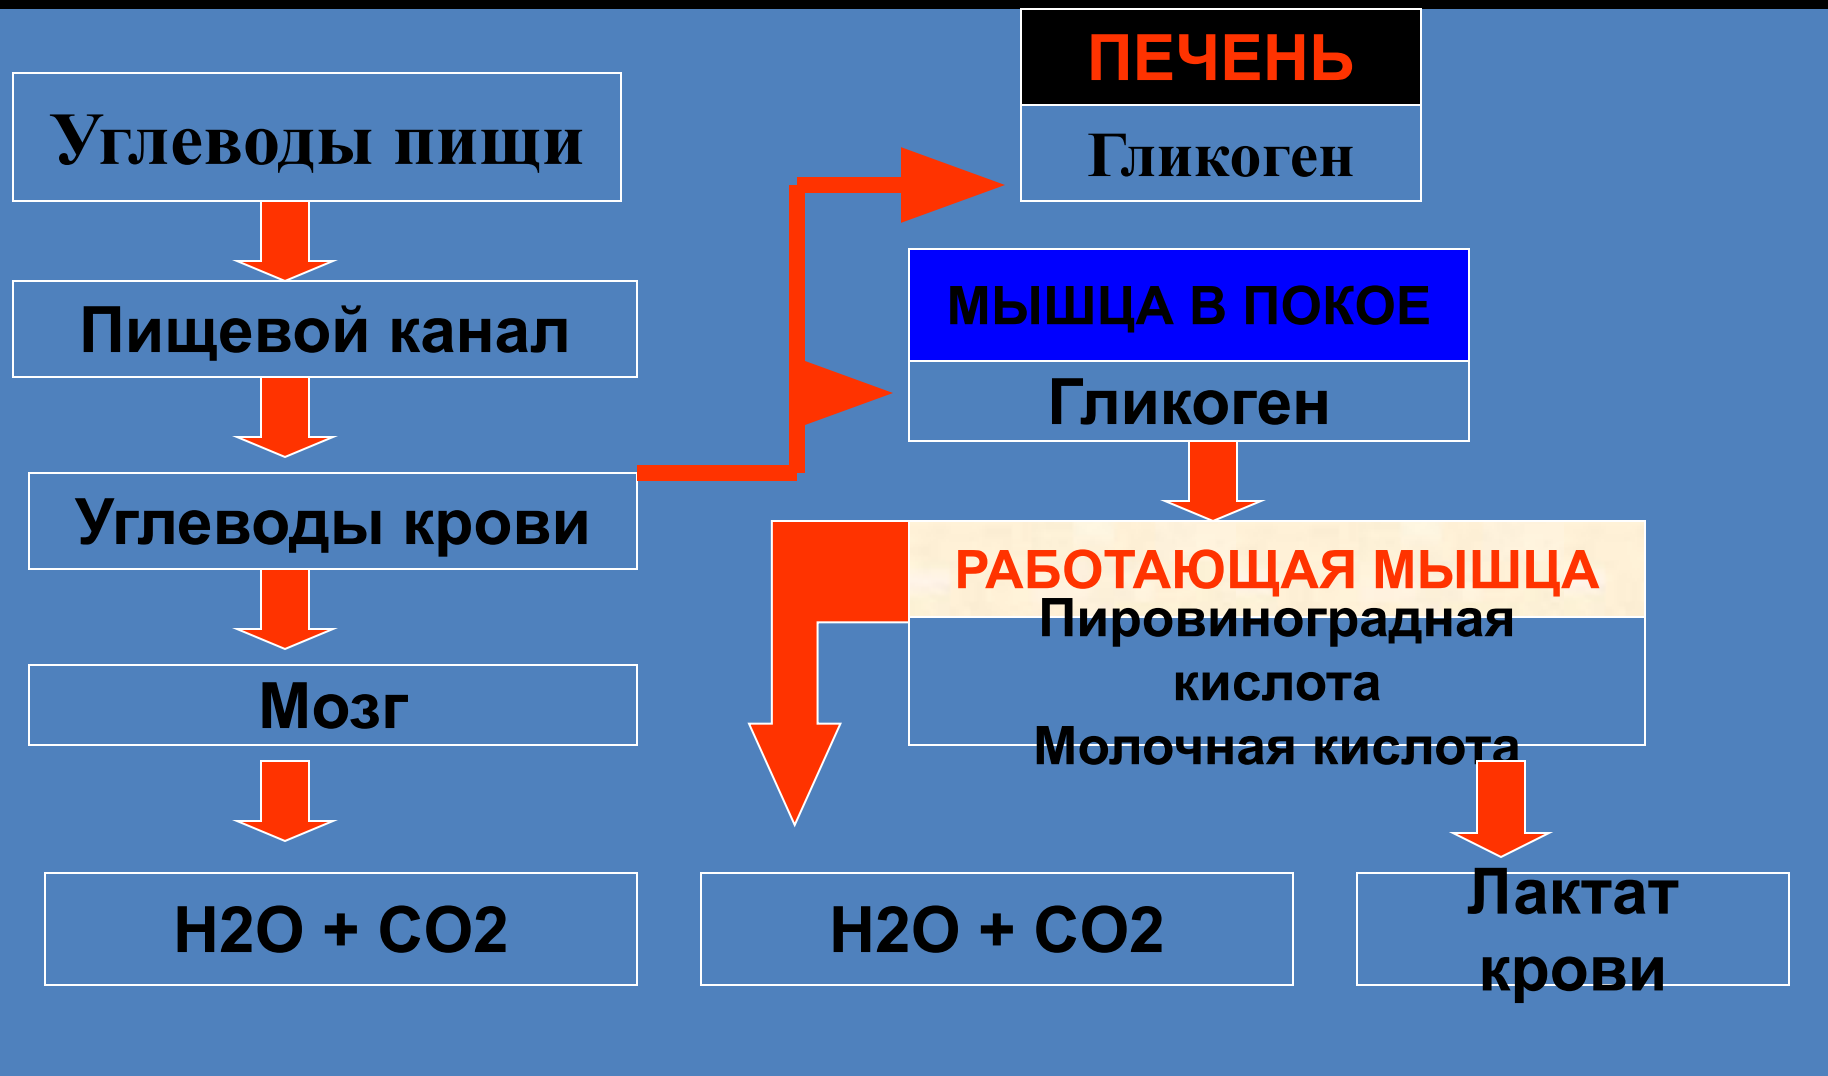 Углеводы пищи
Пищевой канал
Углеводы крови
Мозг
H2O + CO2
ПЕЧЕНЬ
Гликоген
МЫШЦА В ПОКОЕ
Гликоген
РАБОТАЮЩАЯ МЫШЦА
Пировиноградная
кислота
Молочная кислота
H2O + CO2
Лактат
крови